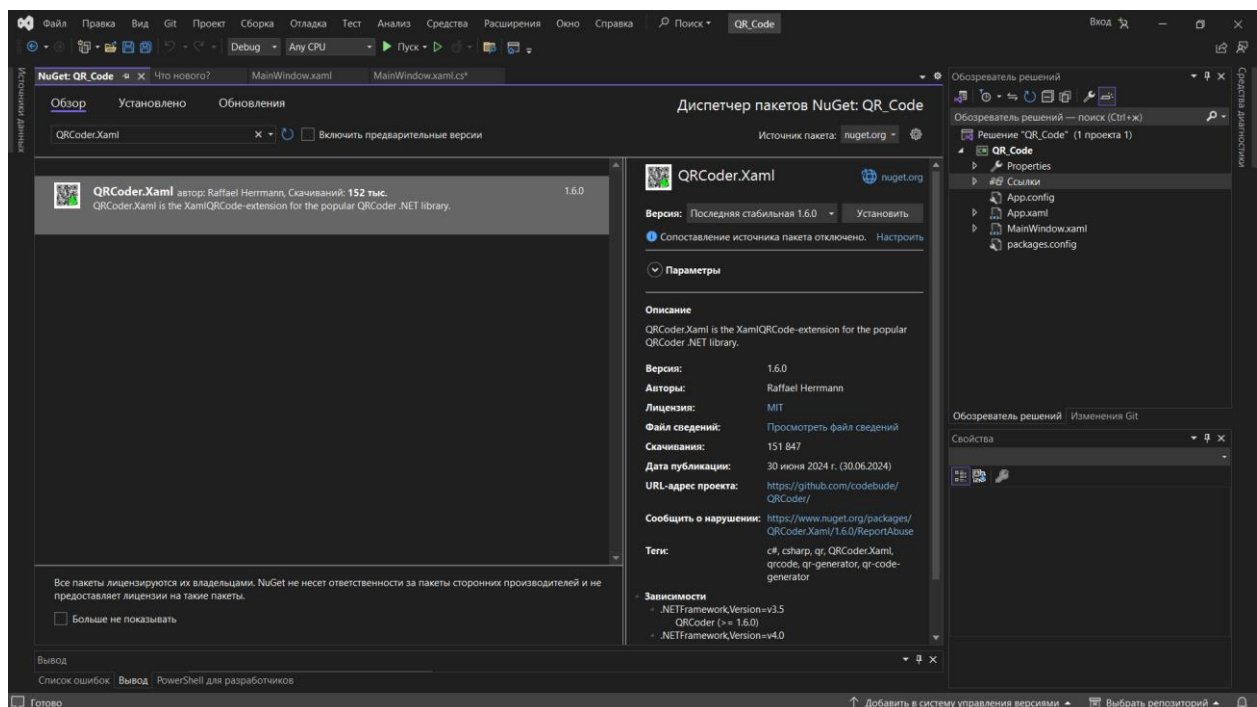 Файл Правка Вид Git Проект Сборка Отладка Тест Анализ Средства Расширения Окно Справка Поиск QR_Code Вход
Debug Any CPU Пуск
Источники данных
NuGet: QR_Code Что нового? MainWindow.xaml MainWindow.xaml.cs*
Обзор Установлено Обновления
Диспетчер пакетов NuGet: QR_Code
QRCoder.Xaml Включить предварительные версии
Источник пакета: nuget.org
QRCoder.Xaml автор: Raffael Herrmann, Скачиваний: 152 тыс. 1.6.0
QRCoder.Xaml is the XamlQRCode-extension for the popular QRCoder .NET library.
Все пакеты лицензируются их владельцами. NuGet не несет ответственности за пакеты сторонних производителей и не
предоставляет лицензии на такие пакеты.
Больше не показывать
QRCoder.Xaml nuget.org
Версия: Последняя стабильная 1.6.0 Установить
Сопоставление источника пакета отключено. Настроить
Параметры
Описание
QRCoder.Xaml is the XamlQRCode-extension for the popular
QRCoder .NET library.
Версия: 1.6.0
Авторы: Raffael Herrmann
Лицензия: MIT
Файл сведений: Просмотреть файл сведений
Скачивания: 151 847
Дата публикации: 30 июня 2024 г. (30.06.2024)
URL-адрес проекта: https://github.com/codebude/
QRCoder/
Сообщить о нарушении: https://www.nuget.org/packages/
QRCoder.Xaml/1.6.0/ReportAbuse
Теги: c#, csharp, qr, QRCoder.Xaml,
qrcode, qr-generator, qr-code-
generator
Зависимости
.NETFramework,Version=v3.5
QRCoder (>= 1.6.0)
.NETFramework,Version=v4.0
Обозреватель решений
Обозреватель решений — поиск (Ctrl+ж)
Решение "QR_Code" (1 проекта 1)
QR_Code
Properties
Ссылки
App.config
App.xaml
MainWindow.xaml
packages.config
Обозреватель решений Изменения Git
Свойства
Средства диагностики
Вывод
Список ошибок Вывод PowerShell для разработчиков
Готово Добавить в систему управления версиями Выбрать репозиторий